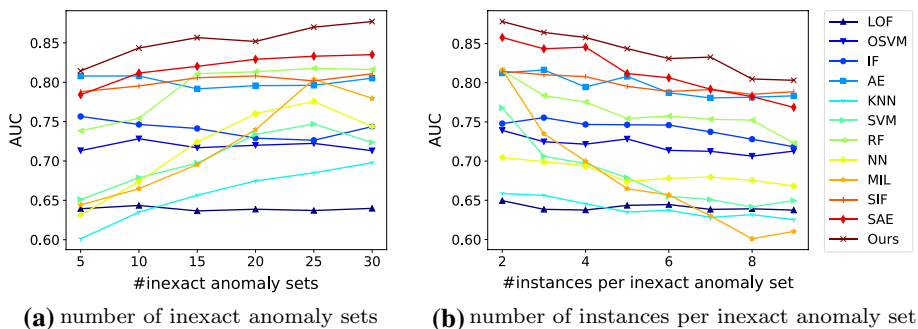 AUC
0.85
0.80
0.75
0.70
0.65
0.60
5 10 15 20 25 30
#inexact anomaly sets
(a) number of inexact anomaly sets
AUC
0.85
0.80
0.75
0.70
0.65
0.60
2 4 6 8
#instances per inexact anomaly set
(b) number of instances per inexact anomaly set
LOF
OSVM
IF
AE
KNN
SVM
RF
NN
MIL
SIF
SAE
Ours